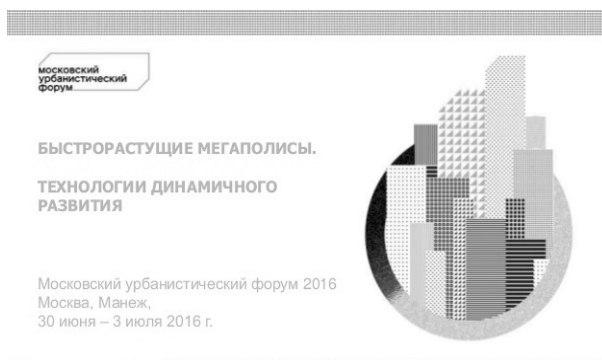 московский
урбанистический
форум
БЫСТРОРАСТУЩИЕ МЕГАПОЛИСЫ.
ТЕХНОЛОГИИ ДИНАМИЧНОГО
РАЗВИТИЯ
Московский урбанистический форум 2016
Москва, Манеж,
30 июня – 3 июля 2016 г.